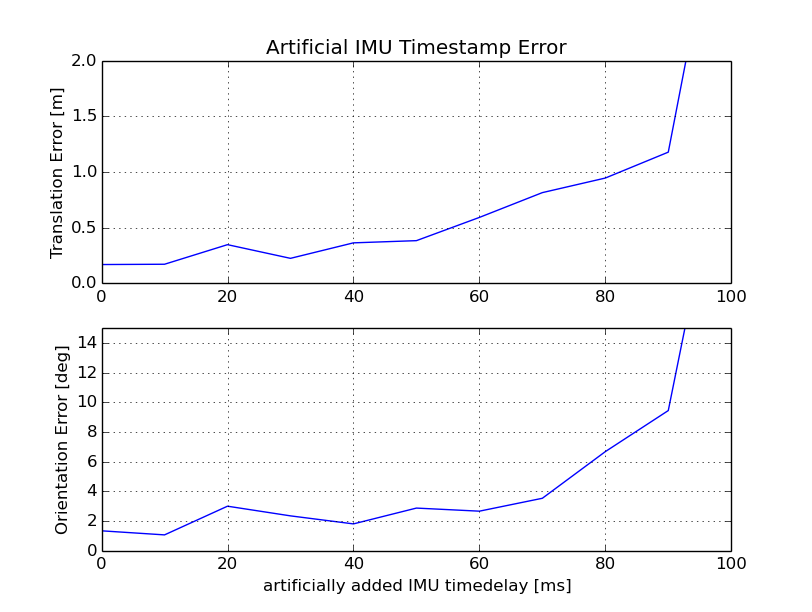 Artificial IMU Timestamp Error
Translation Error [m]
2.0
1.5
1.0
0.5
0.0
0 20 40 60 80 100
Orientation Error [deg]
14
12
10
8
6
4
2
0
0 20 40 60 80 100
artificially added IMU timedelay [ms]